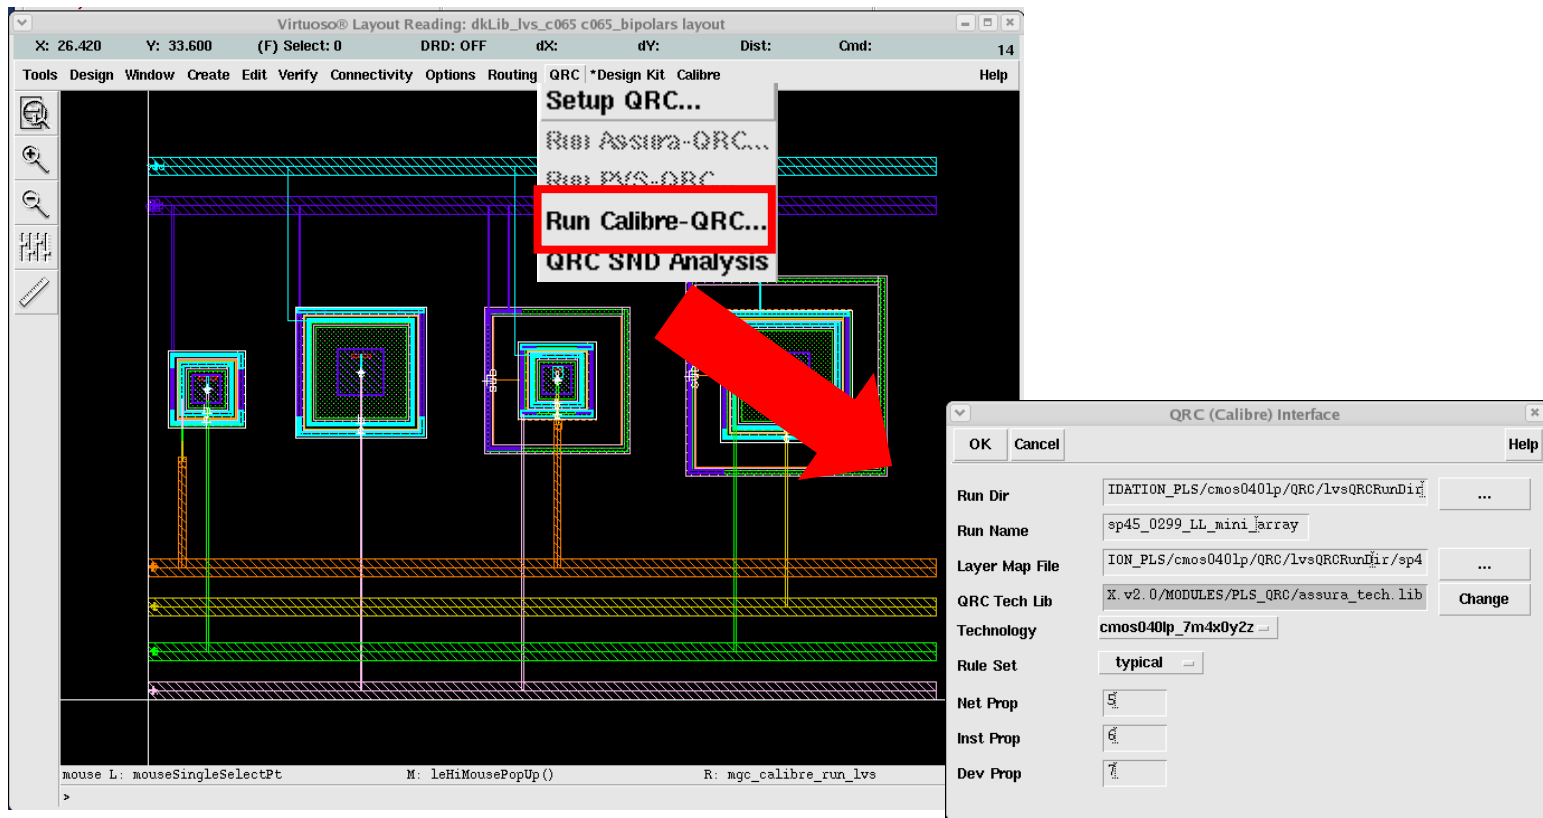 Virtuoso® Layout Reading: dkLib_lvs_c065 c065_bipolars layout
X: 26.420 Y: 33.600 (F) Select: 0 DRD: OFF dX: dY: Dist: Cmd: 14
Tools Design Window Create Edit Verify Connectivity Options Routing QRC *Design Kit Calibre Help
Setup QRC...
Run Assura-QRC...
Run PVS-QRC
Run Calibre-QRC...
QRC SND Analysis
mouse L: mouseSingleSelectPt M: leHiMousePopUp() R: mgc_calibre_run_lvs
>
QRC (Calibre) Interface
OK Cancel Help
Run Dir IDATION_PLS/cmos040lp/QRC/lvsQRCRunDir ...
Run Name sp45_0299_LL_mini_array
Layer Map File ION_PLS/cmos040lp/QRC/lvsQRCRunDir/sp4 ...
QRC Tech Lib X.v2.0/MODULES/PLS_QRC/assura_tech.lib Change
Technology cmos040lp_7m4x0y2z
Rule Set typical
Net Prop 5
Inst Prop 6
Dev Prop 7